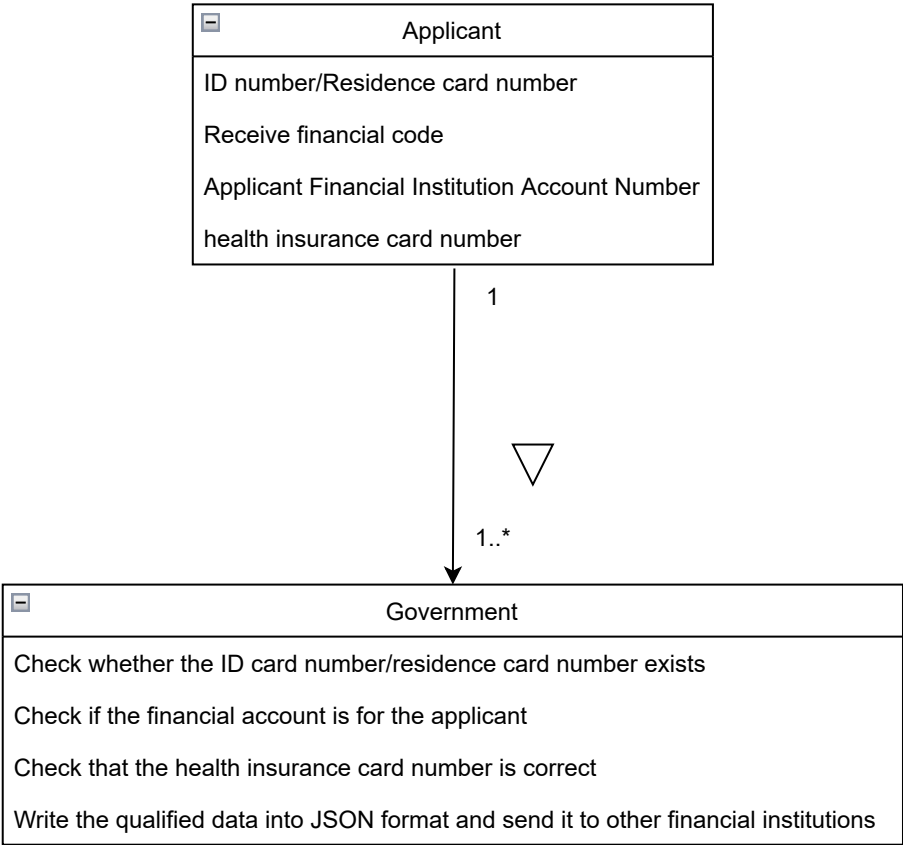 Applicant
ID number/Residence card number
Receive financial code
Applicant Financial Institution Account Number
health insurance card number
1
1..*
Government
Check whether the ID card number/residence card number exists
Check if the financial account is for the applicant
Check that the health insurance card number is correct
Write the qualified data into JSON format and send it to other financial institutions